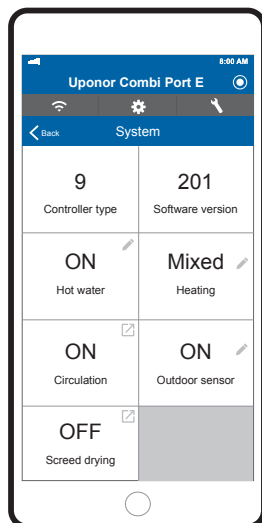 8:00 AM
Uponor Combi Port E
Back System
9 201
Controller type Software version
ON Mixed
Hot water Heating
ON ON
Circulation Outdoor sensor
OFF
Screed drying